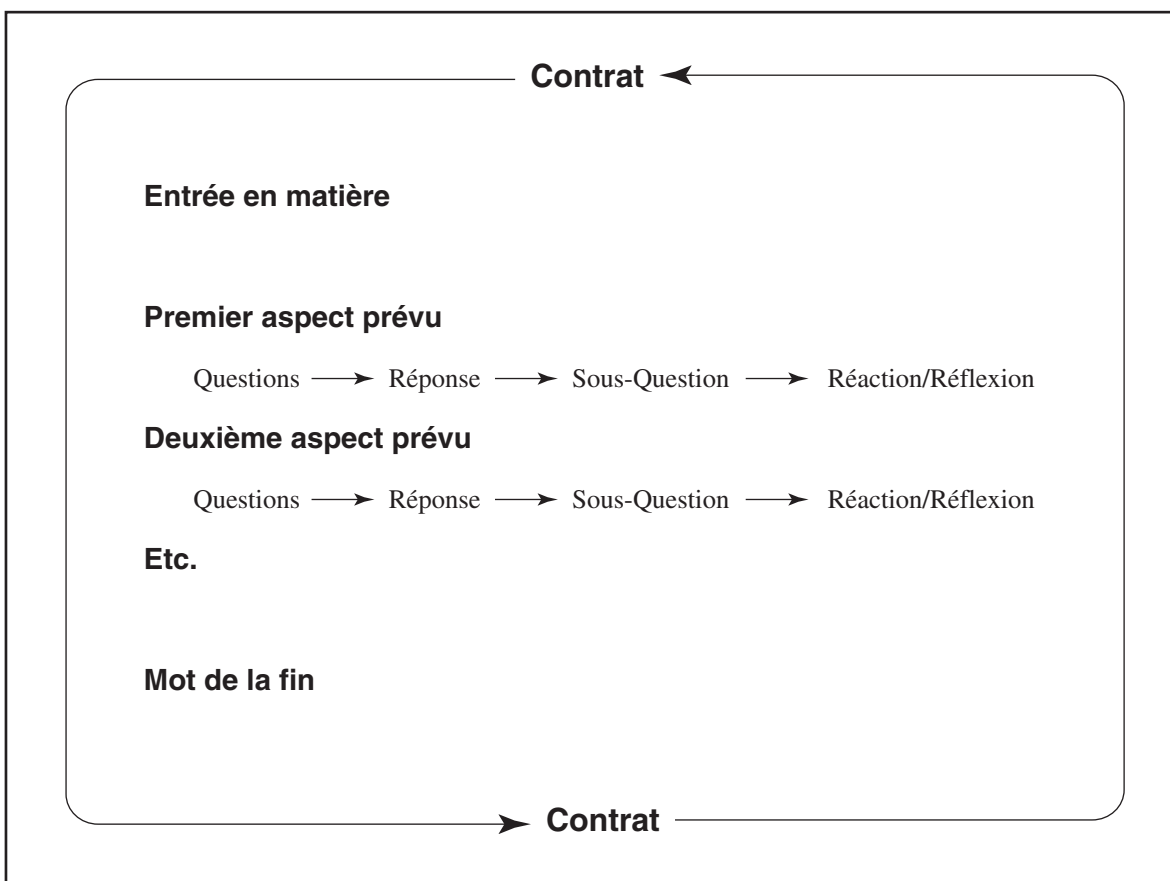 Contrat
Entrée en matière
Premier aspect prévu
Questions Réponse Sous-Question Réaction/Réflexion
Deuxième aspect prévu
Questions Réponse Sous-Question Réaction/Réflexion
Etc.
Mot de la fin
Contrat